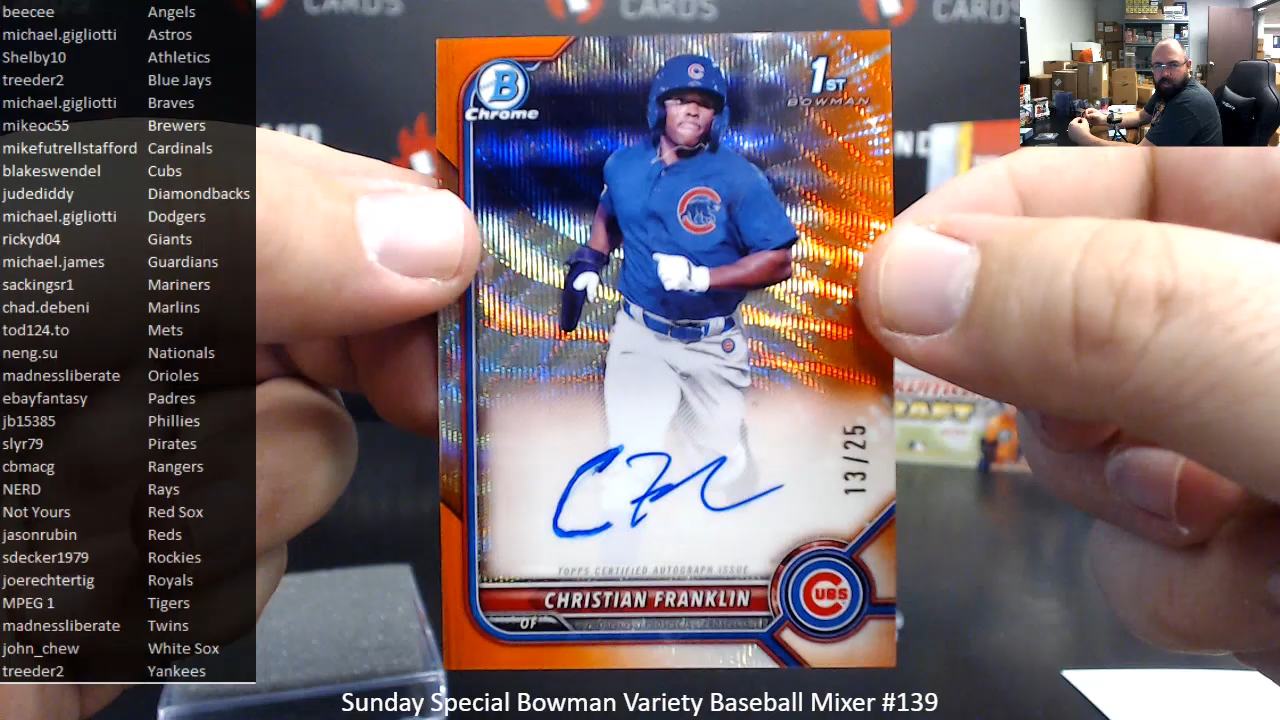 beecee Angels
michael.gigliotti Astros
Shelby10 Athletics
treeder2 Blue Jays
michael.gigliotti Braves
mikeoc55 Brewers
mikefutrellstafford Cardinals
blakeswendel Cubs
judediddy Diamondbacks
michael.gigliotti Dodgers
rickyd04 Giants
michael.james Guardians
sackingsr1 Mariners
chad.debeni Marlins
tod124.to Mets
neng.su Nationals
madnessliberate Orioles
ebayfantasy Padres
jb15385 Phillies
slyr79 Pirates
cbmacg Rangers
NERD Rays
Not Yours Red Sox
jasonrubin Reds
sdecker1979 Rockies
joerechtertig Royals
MPEG 1 Tigers
madnessliberate Twins
john_chew White Sox
treeder2 Yankees
CARDS
CARDS
B
Chrome
1ST
BOWMAN
C
13/25
TOPPS CERTIFIED AUTOGRAPH ISSUE
CHRISTIAN FRANKLIN
OF
CUBS
DRAFT
Sunday Special Bowman Variety Baseball Mixer #139